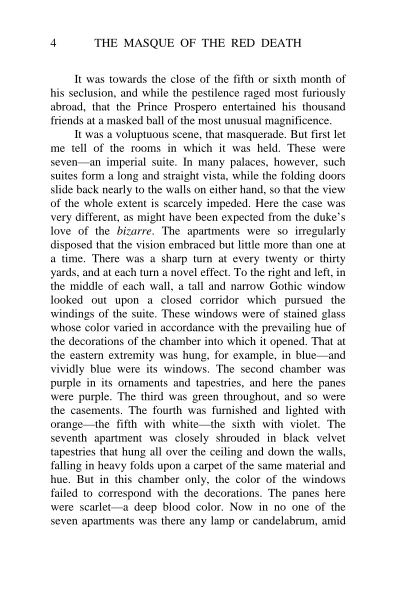 4 THE MASQUE OF THE RED DEATH
It was towards the close of the fifth or sixth month of
his seclusion, and while the pestilence raged most furiously
abroad, that the Prince Prospero entertained his thousand
friends at a masked ball of the most unusual magnificence.
It was a voluptuous scene, that masquerade. But first let
me tell of the rooms in which it was held. These were
seven—an imperial suite. In many palaces, however, such
suites form a long and straight vista, while the folding doors
slide back nearly to the walls on either hand, so that the view
of the whole extent is scarcely impeded. Here the case was
very different, as might have been expected from the duke's
love of the bizarre. The apartments were so irregularly
disposed that the vision embraced but little more than one at
a time. There was a sharp turn at every twenty or thirty
yards, and at each turn a novel effect. To the right and left, in
the middle of each wall, a tall and narrow Gothic window
looked out upon a closed corridor which pursued the
windings of the suite. These windows were of stained glass
whose color varied in accordance with the prevailing hue of
the decorations of the chamber into which it opened. That at
the eastern extremity was hung, for example, in blue—and
vividly blue were its windows. The second chamber was
purple in its ornaments and tapestries, and here the panes
were purple. The third was green throughout, and so were
the casements. The fourth was furnished and lighted with
orange—the fifth with white—the sixth with violet. The
seventh apartment was closely shrouded in black velvet
tapestries that hung all over the ceiling and down the walls,
falling in heavy folds upon a carpet of the same material and
hue. But in this chamber only, the color of the windows
failed to correspond with the decorations. The panes here
were scarlet—a deep blood color. Now in no one of the
seven apartments was there any lamp or candelabrum, amid